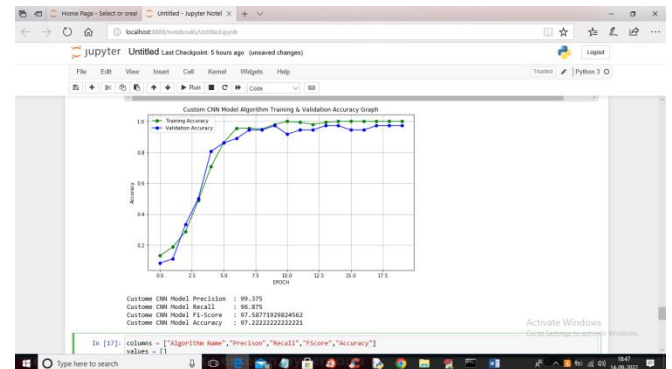 Home Page - Select or creat
Untitled - Jupyter Notel
localhost:8888/notebooks/Untitled.ipynb
jupyter Untitled Last Checkpoint: 5 hours ago (unsaved changes)
Logout
File Edit View Insert Cell Kernel Widgets Help
Trusted Python 3 O
Run C Code
Custom CNN Model Algorithm Training & Validation Accuracy Graph
Training Accuracy
Validation Accuracy
1.0
0.8
0.6
0.4
0.2
Accuracy
0.0 2.5 5.0 7.5 10.0 12.5 15.0 17.5
EPOCH
Custome CNN Model Precision : 99.375
Custome CNN Model Recall : 96.875
Custome CNN Model F1-Score : 97.58771929824562
Custome CNN Model Accuracy : 97.22222222222221
Activate Windows
Go to Settings to activate Windows.
In [17]: columns = ["Algorithm Name","Precison","Recall","FScore","Accuracy"]
values = []
Type here to search
18:47
14-09-2022